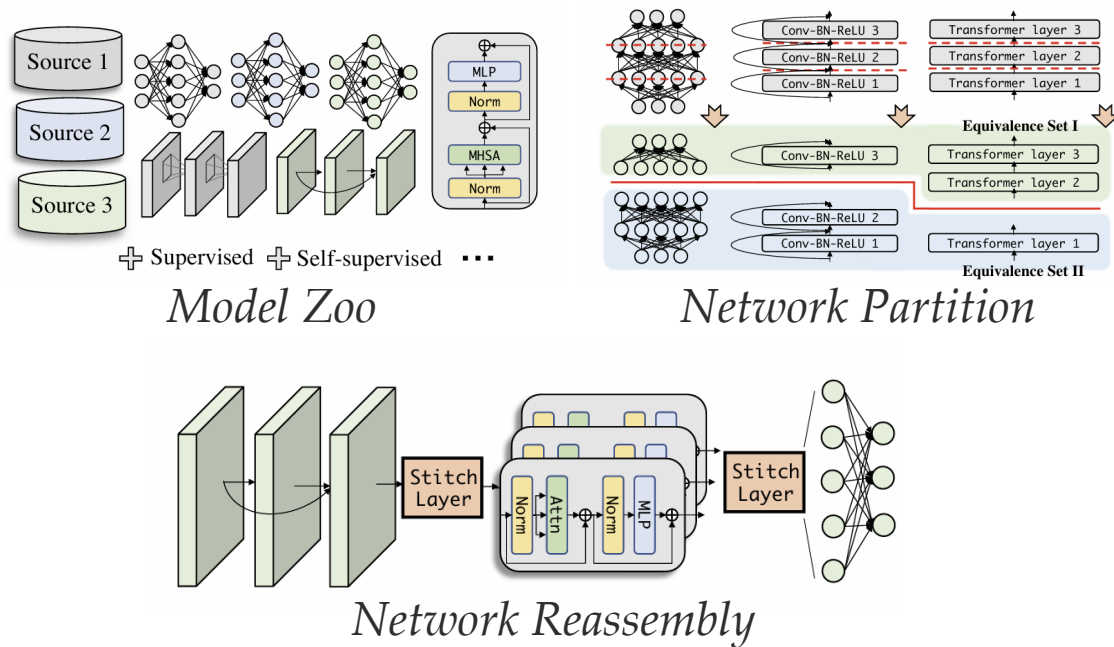 Source 1
Source 2
Source 3
MLP
Norm
MHSA
Norm
Supervised
Self-supervised ...
Model Zoo
Conv-BN-ReLU 3
Conv-BN-ReLU 2
Conv-BN-ReLU 1
Transformer layer 3
Transformer layer 2
Transformer layer 1
Equivalence Set I
Conv-BN-ReLU 3
Transformer layer 3
Transformer layer 2
Conv-BN-ReLU 2
Conv-BN-ReLU 1
Transformer layer 1
Equivalence Set II
Network Partition
Stitch
Layer
Norm
Attn
Norm
MLP
Stitch
Layer
Network Reassembly